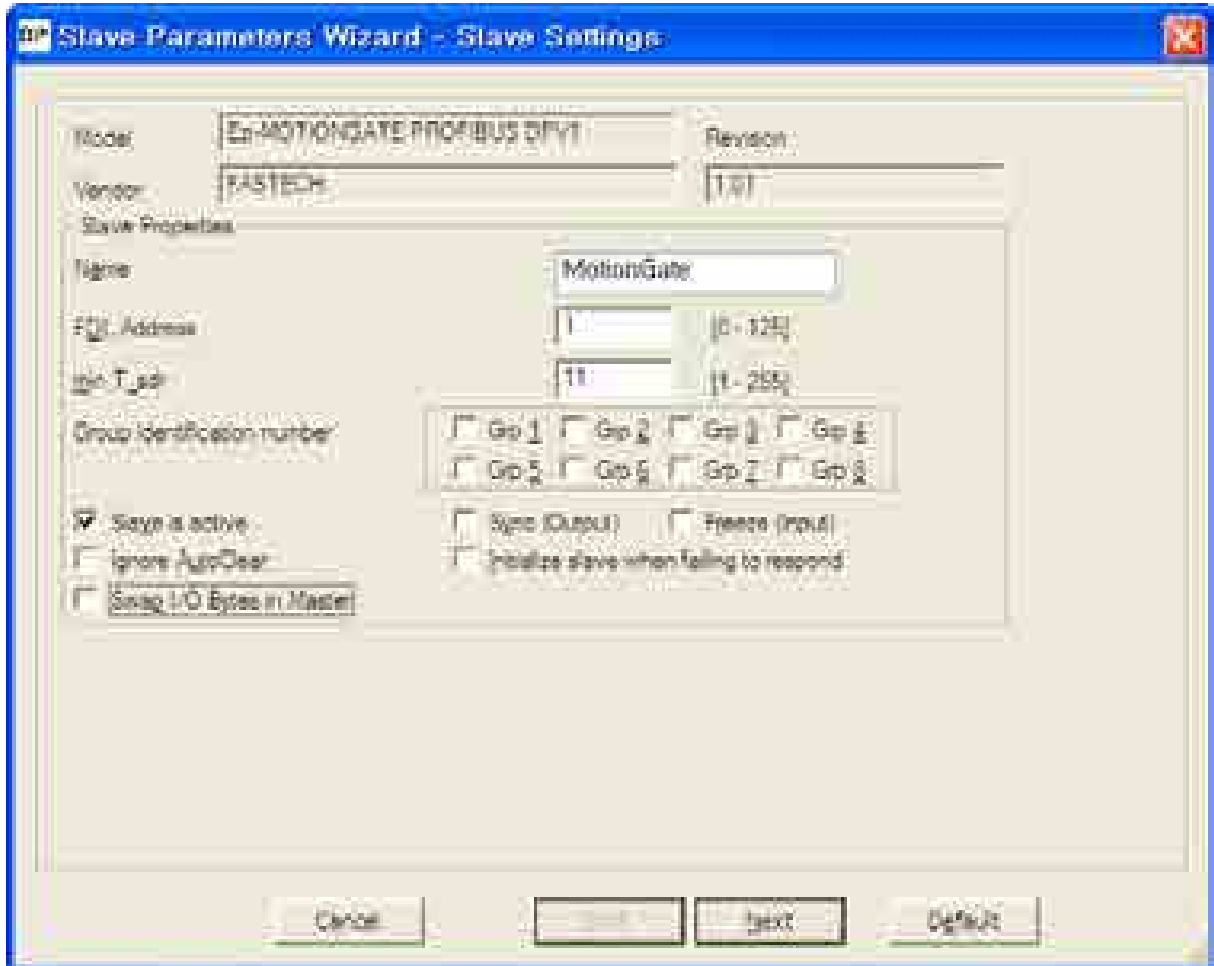 Slave Parameters Wizard - Slave Settings
Model Ez-MOTIONGATE PROFIBUS DPV1 Revision
Vendor FASTECH 1.01
Slave Properties
Name MotionGate
FDL Address 1 [0 - 125]
min T_sdr 11 [1 - 255]
Group identification number Grp 1 Grp 2 Grp 3 Grp 4
Grp 5 Grp 6 Grp 7 Grp 8
Slave is active Sync (Output) Freeze (Input)
Ignore AutoClear Initialize slave when failing to respond
Swap I/O Bytes in Master
Cancel Next Default